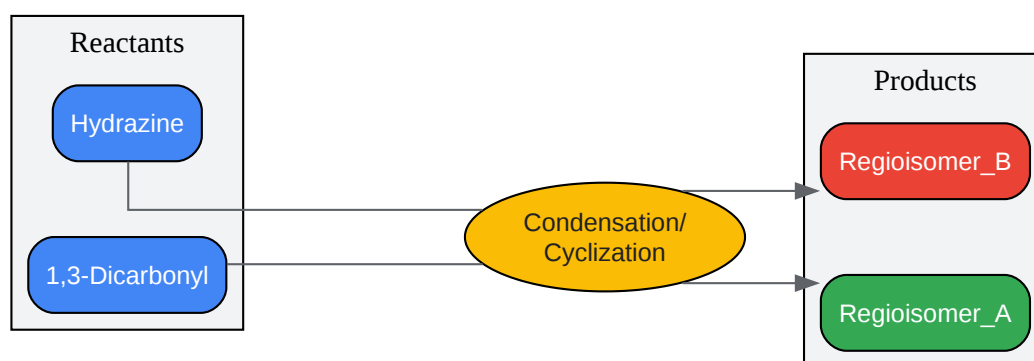 Reactants
Hydrazine
1,3-Dicarbonyl
Condensation/
Cyclization
Products
Regioisomer_B
Regioisomer_A